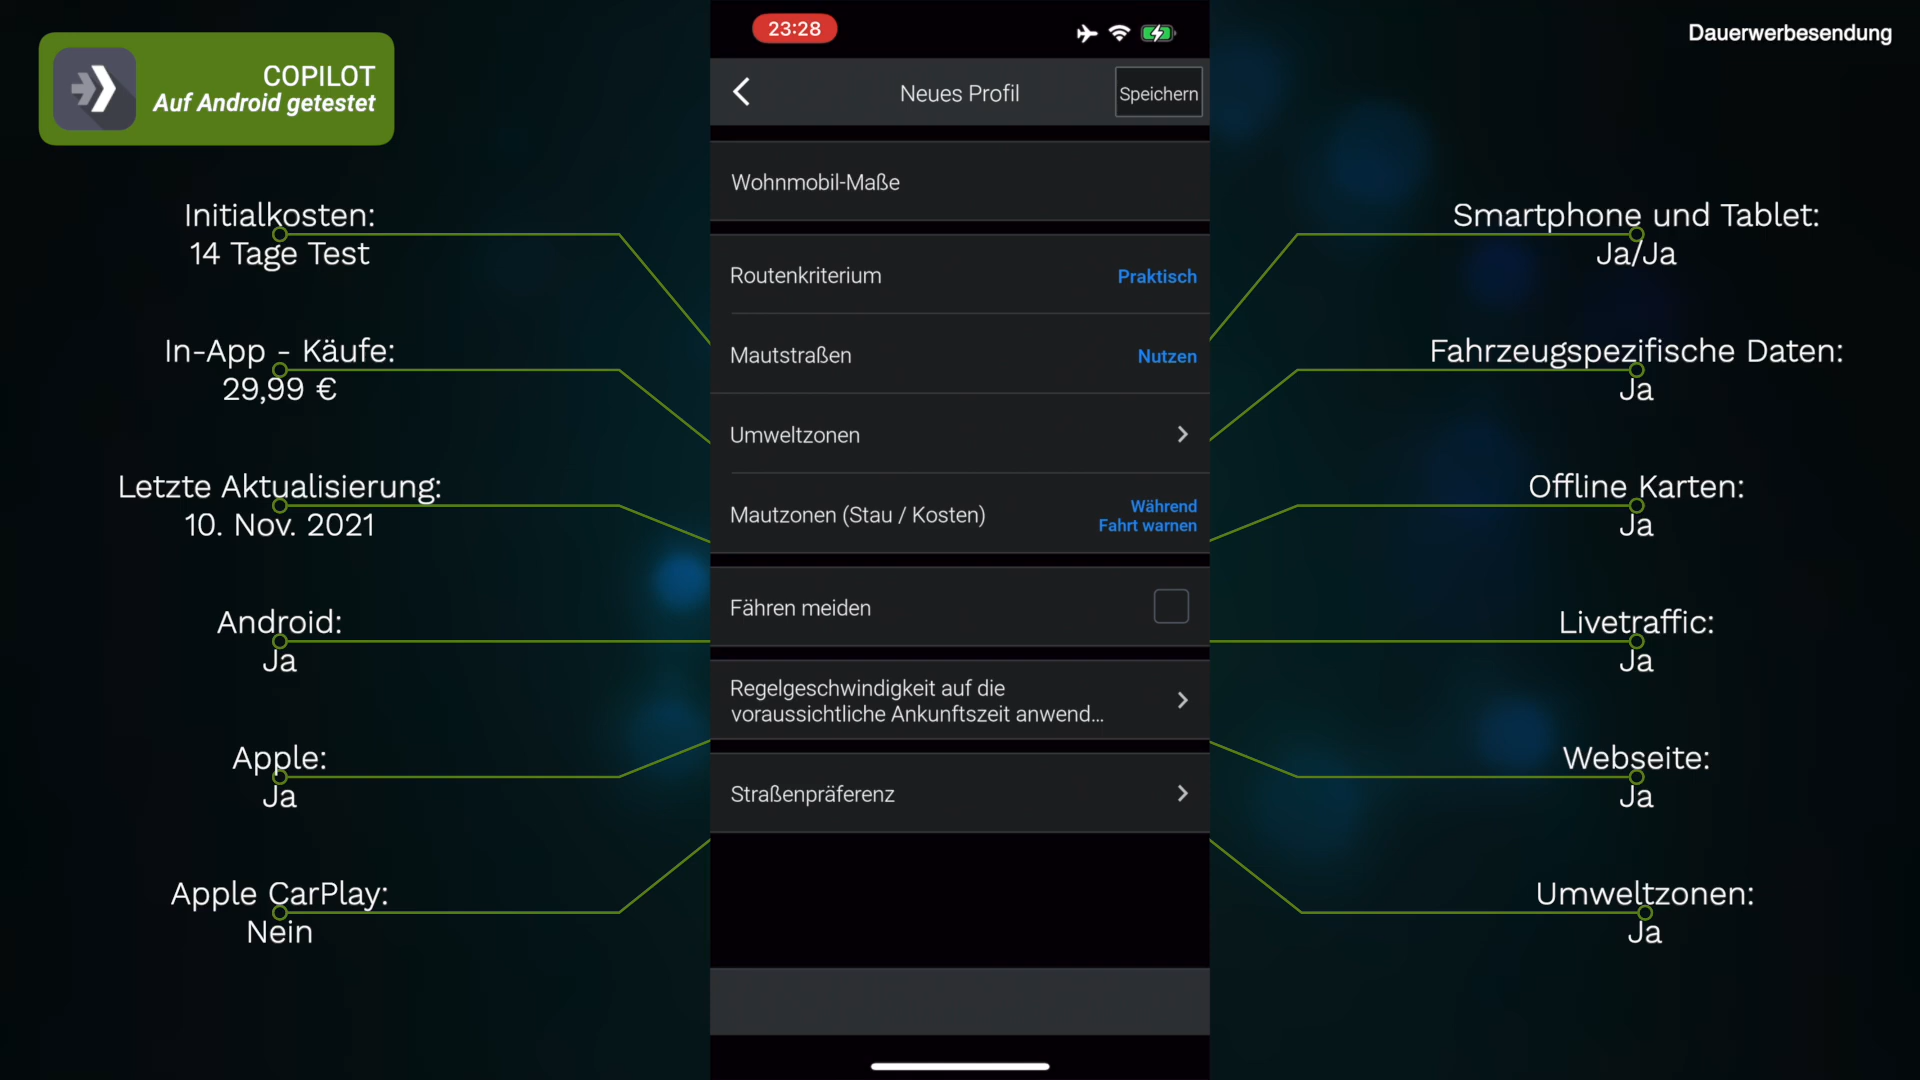 COPILOT
Auf Android getestet
Dauerwerbesendung
Initialkosten:
14 Tage Test
In-App - Käufe:
29,99 €
Letzte Aktualisierung:
10. Nov. 2021
Android:
Ja
Apple:
Ja
Apple CarPlay:
Nein
23:28
Neues Profil
Speichern
Wohnmobil-Maße
Routenkriterium
Praktisch
Mautstraßen
Nutzen
Umweltzonen
Mautzonen (Stau / Kosten)
Während
Fahrt warnen
Fähren meiden
Regelgeschwindigkeit auf die
voraussichtliche Ankunftszeit anwend...
Straßenpräferenz
Smartphone und Tablet:
Ja/Ja
Fahrzeugspezifische Daten:
Ja
Offline Karten:
Ja
Livetraffic:
Ja
Webseite:
Ja
Umweltzonen:
Ja